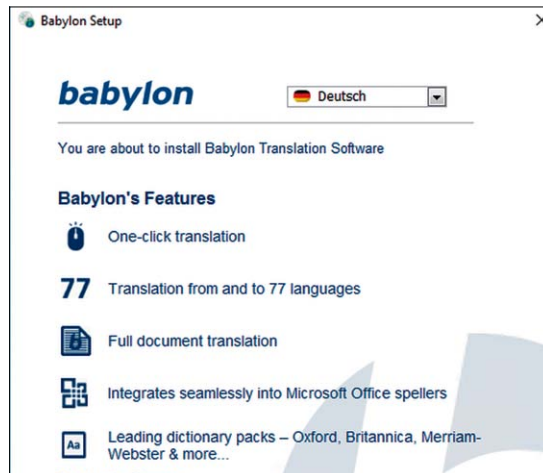 Babylon Setup
babylon
Deutsch
You are about to install Babylon Translation Software
Babylon's Features
One-click translation
77 Translation from and to 77 languages
Full document translation
Integrates seamlessly into Microsoft Office spellers
Aa Leading dictionary packs – Oxford, Britannica, Merriam-
Webster & more...